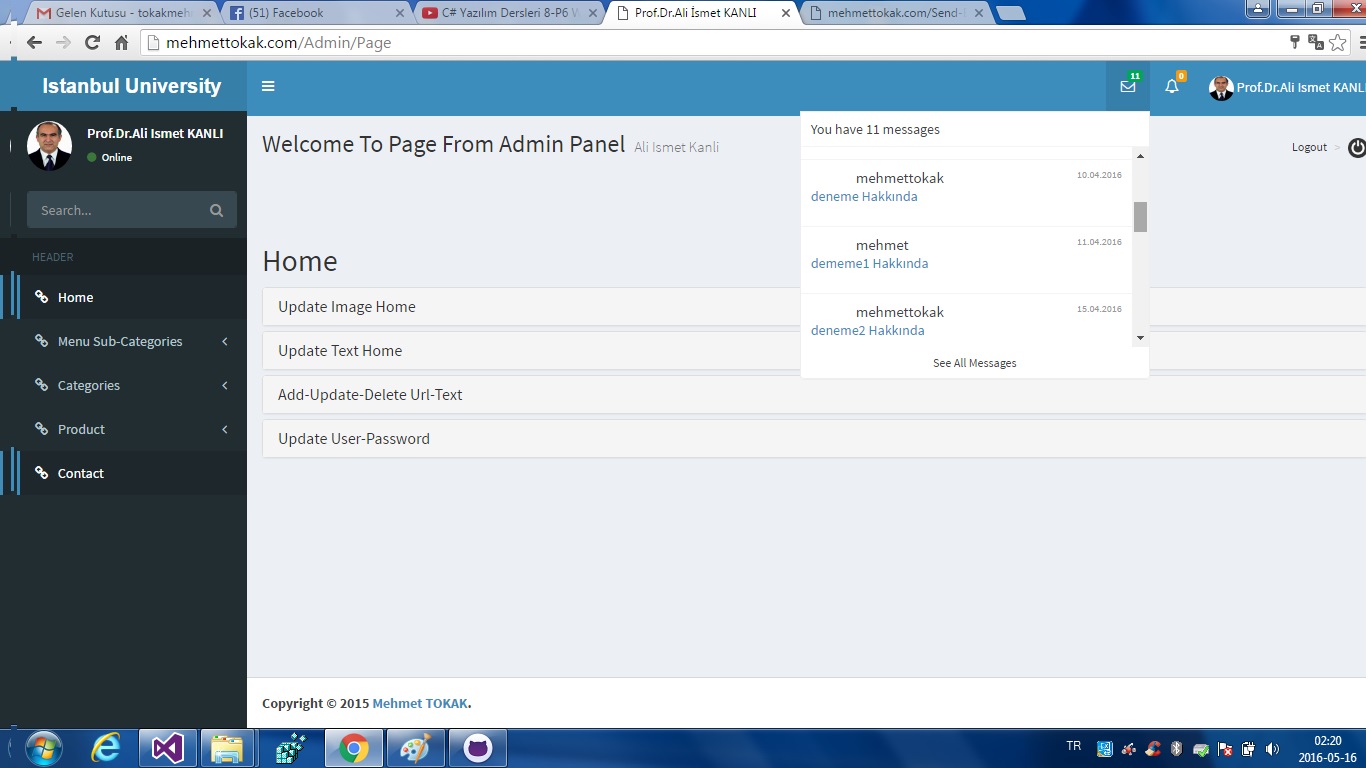 Gelen Kutusu - tokakmeh
(51) Facebook
C# Yazılım Dersleri 8-P6
Prof.Dr.Ali İsmet KANLI
mehmettokak.com/Send-
mehmettokak.com/Admin/Page
Istanbul University
11
0
Prof.Dr.Ali Ismet KANLI
Prof.Dr.Ali Ismet KANLI
Online
Search...
HEADER
Home
Menu Sub-Categories
Categories
Product
Contact
Welcome To Page From Admin Panel Ali Ismet Kanli
Logout >
You have 11 messages
mehmettokak 10.04.2016
deneme Hakkında
mehmet 11.04.2016
dememe1 Hakkında
mehmettokak 15.04.2016
deneme2 Hakkında
See All Messages
Home
Update Image Home
Update Text Home
Add-Update-Delete Url-Text
Update User-Password
Copyright © 2015 Mehmet TOKAK.
TR
02:20
2016-05-16